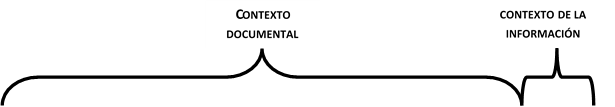 CONTEXTO
DOCUMENTAL
CONTEXTO DE LA
INFORMACIÓN